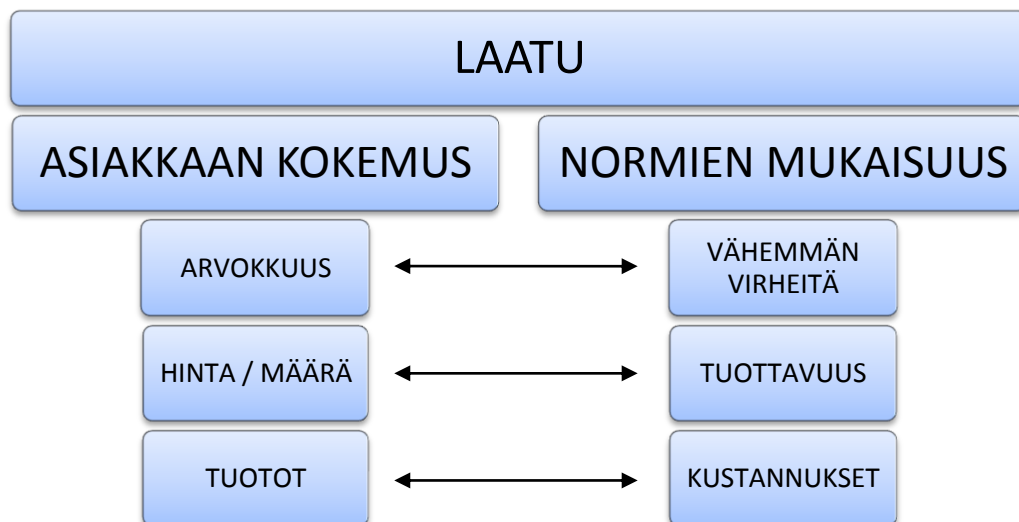 LAATU
ASIAKKAAN KOKEMUS
NORMIEN MUKAISUUS
ARVOKKUUS
VÄHEMMÄN
VIRHEITÄ
HINTA / MÄÄRÄ
TUOTTAVUUS
TUOTOT
KUSTANNUKSET